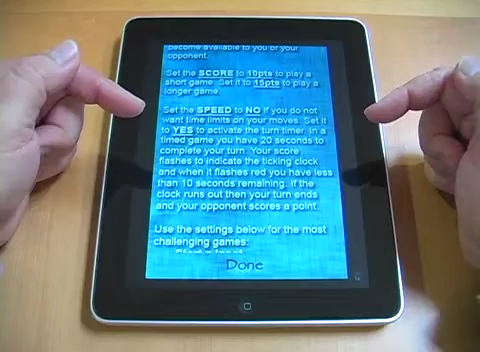 become available to you or your
opponent.
Set the SCORE to 10pts to play a
short game. Set it to 15pts to play a
longer game.
Set the SPEED to NO if you do not
want time limits on your moves. Set it
to YES to activate the turn timer. In a
timed game you have 20 seconds to
complete your turn. Your score
flashes to indicate the ticking clock
and when it flashes red you have less
than 10 seconds remaining. If the
clock runs out then your turn ends
and your opponent scores a point.
Use the settings below for the most
challenging games:
Done